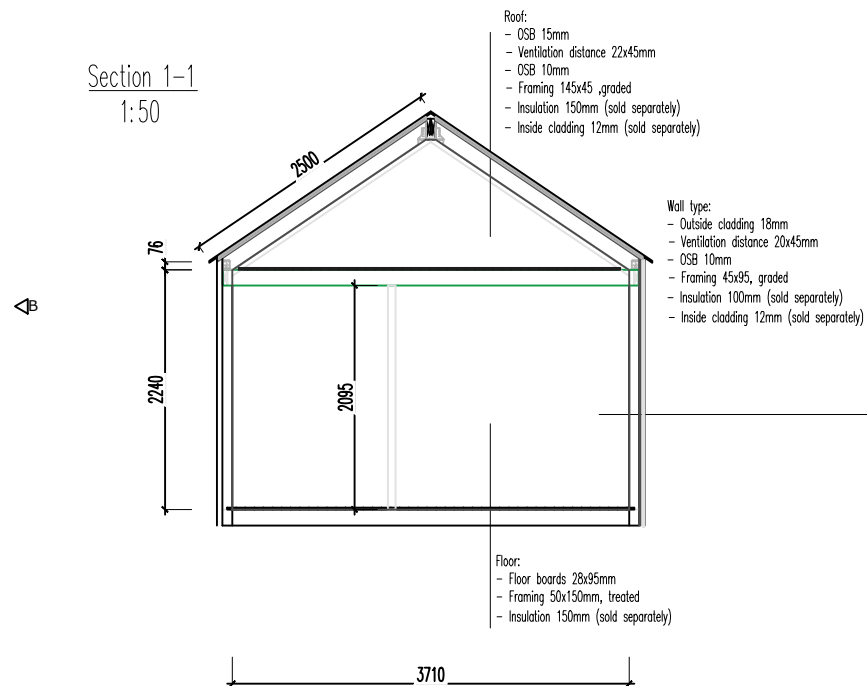 Section 1-1
1:50
Roof:
- OSB 15mm
- Ventilation distance 22x45mm
- OSB 10mm
- Framing 145x45 ,graded
- Insulation 150mm (sold separately)
- Inside cladding 12mm (sold separately)
2500
76
Wall type:
- Outside cladding 18mm
- Ventilation distance 20x45mm
- OSB 10mm
- Framing 45x95, graded
- Insulation 100mm (sold separately)
- Inside cladding 12mm (sold separately)
B
2240
2095
Floor:
- Floor boards 28x95mm
- Framing 50x150mm, treated
- Insulation 150mm (sold separately)
3710